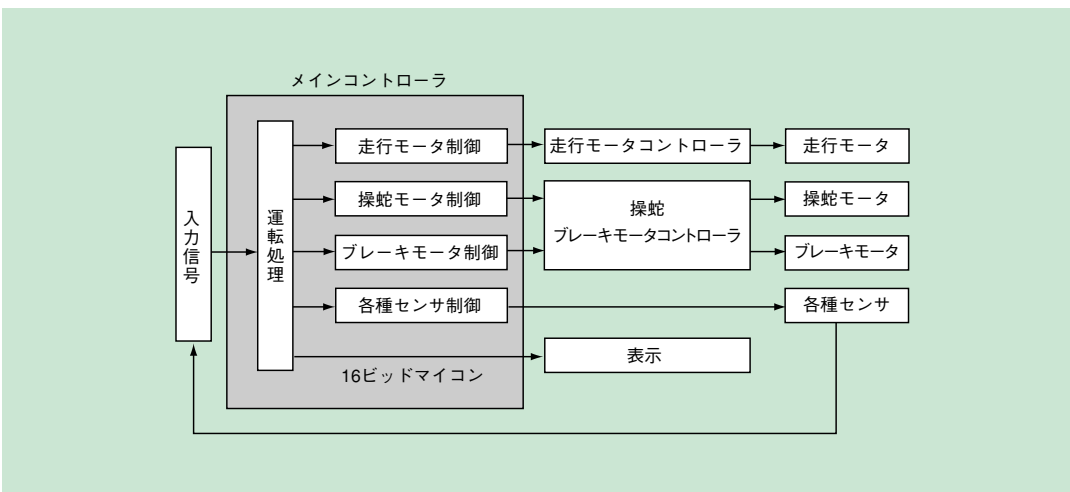 メインコントローラ
入力信号
運転処理
走行モータ制御
走行モータコントローラ
走行モータ
操蛇モータ制御
操蛇
ブレーキモータコントローラ
操蛇モータ
ブレーキモータ制御
ブレーキモータ
各種センサ制御
各種センサ
表示
16ビッドマイコン